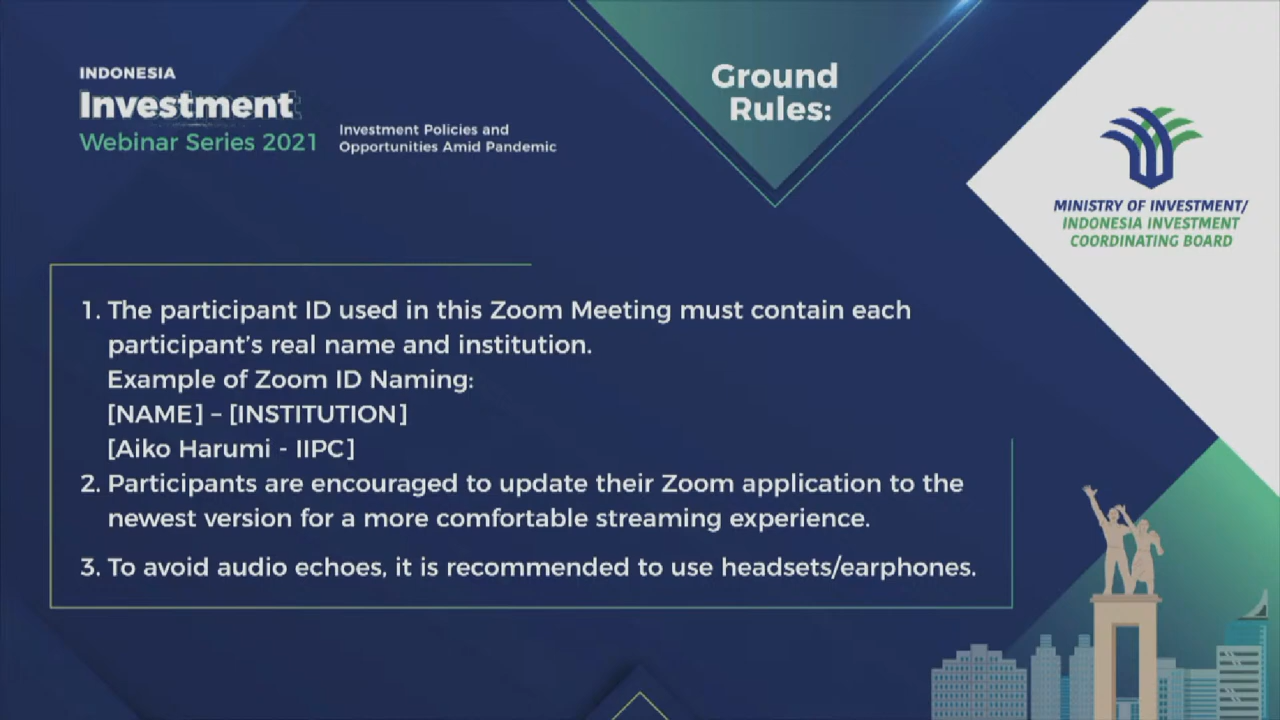 INDONESIA
Investment
Webinar Series 2021
Investment Policies and
Opportunities Amid Pandemic
Ground
Rules:
MINISTRY OF INVESTMENT/
INDONESIA INVESTMENT
COORDINATING BOARD
1. The participant ID used in this Zoom Meeting must contain each
participant's real name and institution.
Example of Zoom ID Naming:
[NAME] – [INSTITUTION]
[Aiko Harumi - IIPC]
2. Participants are encouraged to update their Zoom application to the
newest version for a more comfortable streaming experience.
3. To avoid audio echoes, it is recommended to use headsets/earphones.